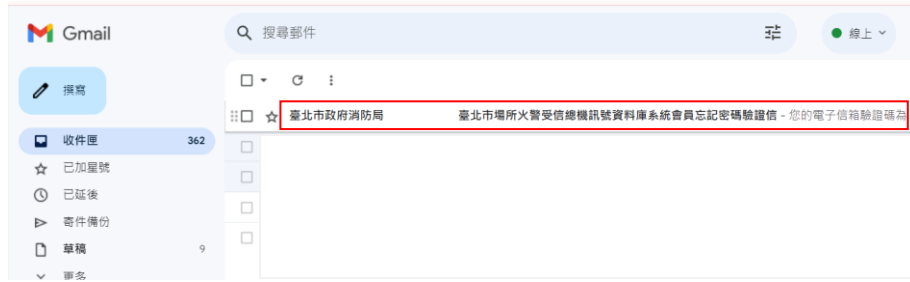 Gmail
搜尋郵件
線上
撰寫
臺北市政府消防局 臺北市場所火警受信總機訊號資料庫系統會員忘記密碼驗證信 - 您的電子信箱驗證碼為
收件匣 362
已加星號
已延後
寄件備份
草稿 9
更多